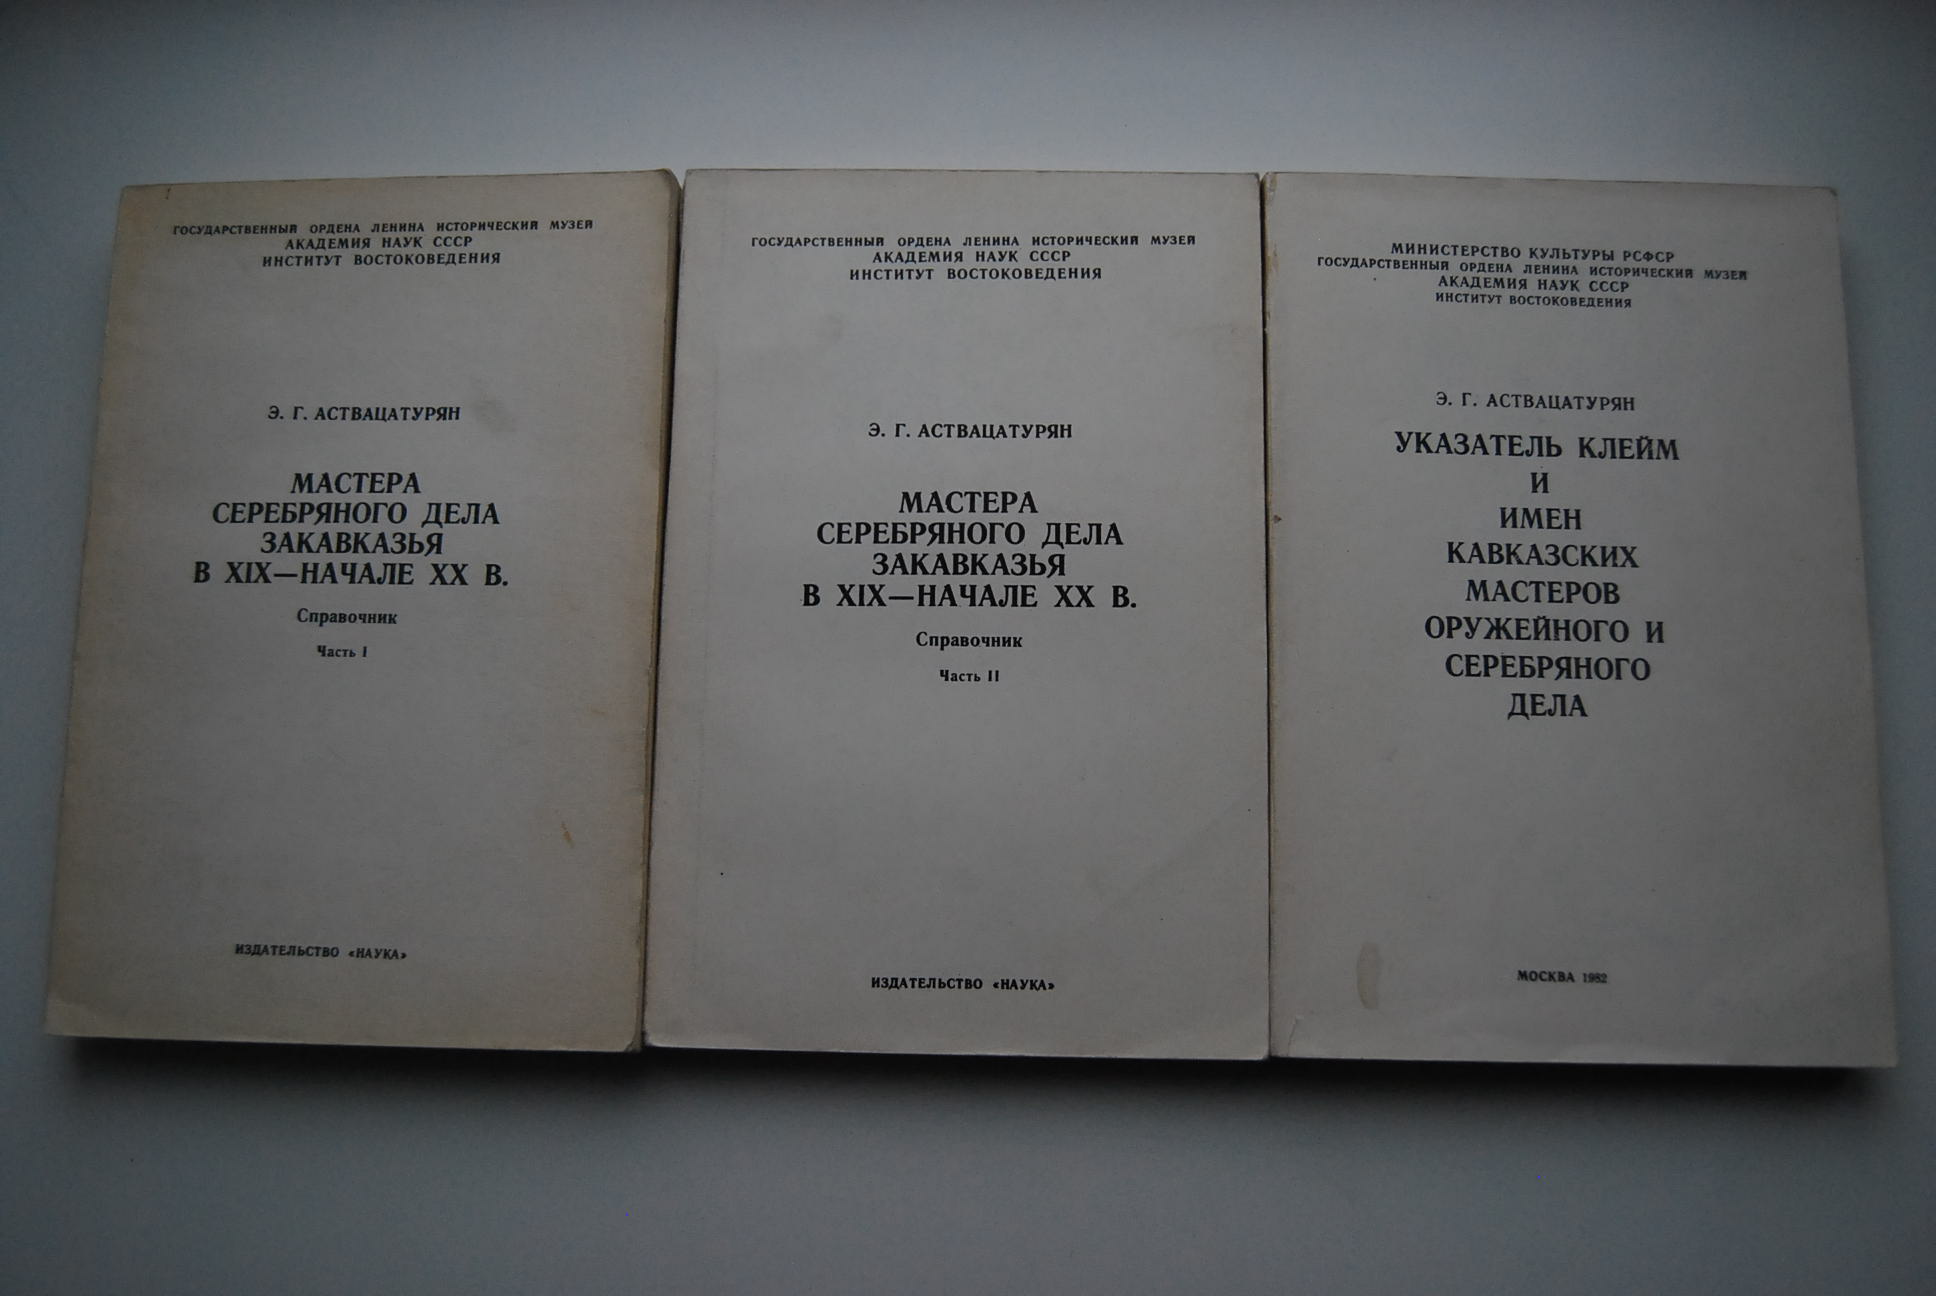 ГОСУДАРСТВЕННЫЙ ОРДЕНА ЛЕНИНА ИСТОРИЧЕСКИЙ МУЗЕЙ
АКАДЕМИЯ НАУК СССР
ИНСТИТУТ ВОСТОКОВЕДЕНИЯ
Э. Г. АСТВАЦАТУРЯН
МАСТЕРА
СЕРЕБРЯНОГО ДЕЛА
ЗАКАВКАЗЬЯ
В XIX—НАЧАЛЕ XX В.
Справочник
Часть I
ИЗДАТЕЛЬСТВО «НАУКА»
ГОСУДАРСТВЕННЫЙ ОРДЕНА ЛЕНИНА ИСТОРИЧЕСКИЙ МУЗЕЙ
АКАДЕМИЯ НАУК СССР
ИНСТИТУТ ВОСТОКОВЕДЕНИЯ
Э. Г. АСТВАЦАТУРЯН
МАСТЕРА
СЕРЕБРЯНОГО ДЕЛА
ЗАКАВКАЗЬЯ
В XIX—НАЧАЛЕ XX В.
Справочник
Часть II
ИЗДАТЕЛЬСТВО «НАУКА»
МИНИСТЕРСТВО КУЛЬТУРЫ РСФСР
ГОСУДАРСТВЕННЫЙ ОРДЕНА ЛЕНИНА ИСТОРИЧЕСКИЙ МУЗЕЙ
АКАДЕМИЯ НАУК СССР
ИНСТИТУТ ВОСТОКОВЕДЕНИЯ
Э. Г. АСТВАЦАТУРЯН
УКАЗАТЕЛЬ КЛЕЙМ
И
ИМЕН
КАВКАЗСКИХ
МАСТЕРОВ
ОРУЖЕЙНОГО И
СЕРЕБРЯНОГО
ДЕЛА
МОСКВА 1982